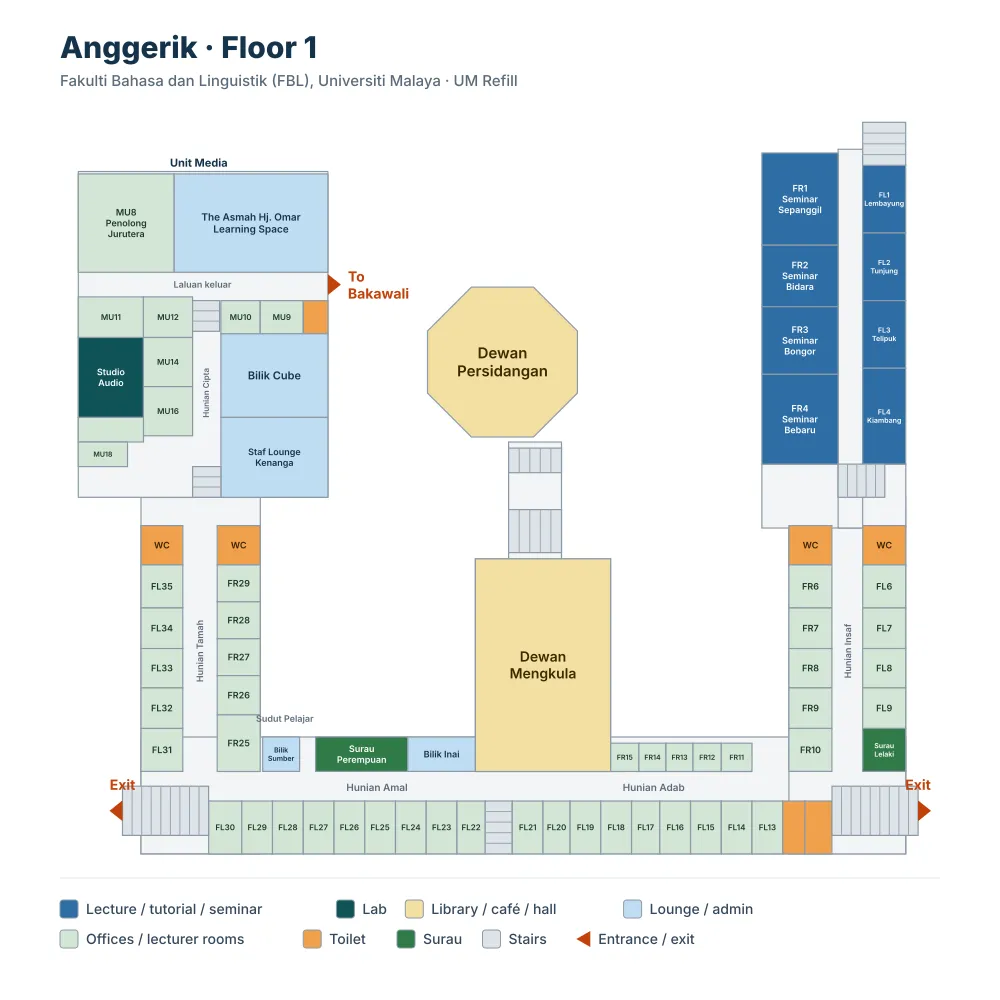 Anggerik · Floor 1
Fakulti Bahasa dan Linguistik (FBL), Universiti Malaya · UM Refill
Unit Media
MU8
Penolong
Jurutera
The Asmah Hj. Omar
Learning Space
Laluan keluar
To
Bakawali
MU11
MU12
MU10
MU9
Studio
Audio
MU14
MU16
MU18
Hunian Cipta
Bilik Cube
Staf Lounge
Kenanga
Dewan
Persidangan
FR1
Seminar
Sepanggil
FR2
Seminar
Bidara
FR3
Seminar
Bongor
FR4
Seminar
Bebaru
FL1
Lembayung
FL2
Tunjung
FL3
Telipuk
FL4
Kiambang
WC
WC
FL35
FL34
FL33
FL32
FL31
Hunian Tamah
FR29
FR28
FR27
FR26
FR25
Sudut Pelajar
Bilik
Sumber
Surau
Perempuan
Bilik Inai
Dewan
Mengkula
FR15
FR14
FR13
FR12
FR11
WC
WC
FR6
FR7
FR8
FR9
FR10
Hunian Insaf
FL6
FL7
FL8
FL9
Surau
Lelaki
Exit
Hunian Amal
Hunian Adab
Exit
FL30
FL29
FL28
FL27
FL26
FL25
FL24
FL23
FL22
FL21
FL20
FL19
FL18
FL17
FL16
FL15
FL14
FL13
Lecture / tutorial / seminar
Lab
Library / café / hall
Lounge / admin
Offices / lecturer rooms
Toilet
Surau
Stairs
Entrance / exit